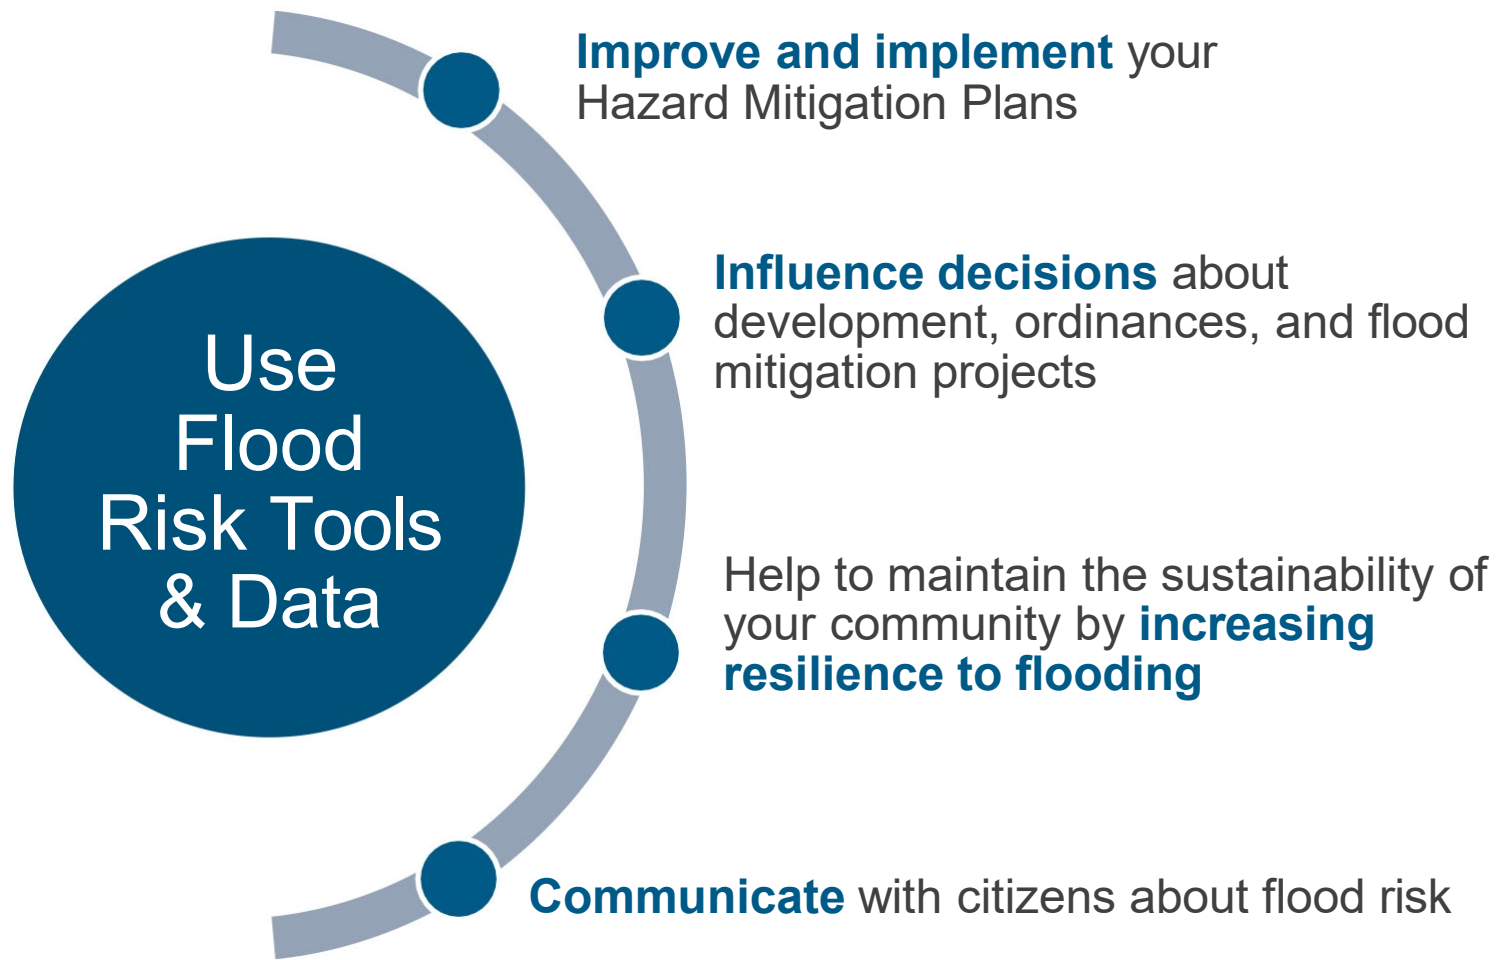 Use
Flood
Risk Tools
& Data
Improve and implement your
Hazard Mitigation Plans
Influence decisions about
development, ordinances, and flood
mitigation projects
Help to maintain the sustainability of
your community by increasing
resilience to flooding
Communicate with citizens about flood risk